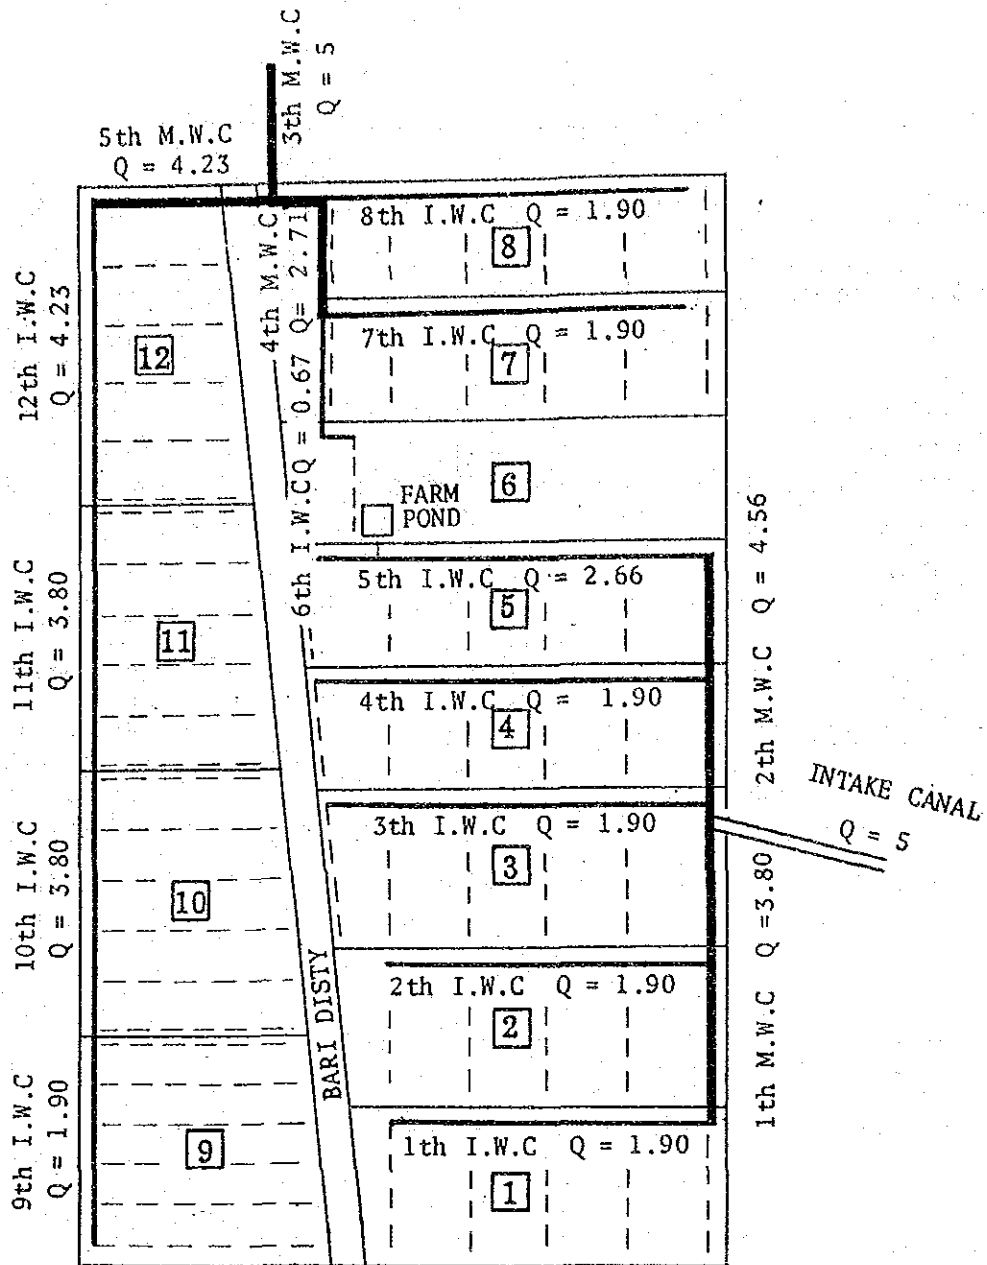 3th M.W.C
Q = 5
5th M.W.C
Q = 4.23
8th I.W.C Q = 1.90
8
4th M.W.C
Q = 2.71
7th I.W.C Q = 1.90
7
12th I.W.C
Q = 4.23
12
6th I.W.C
Q = 0.67
6
FARM
POND
5th I.W.C Q = 2.66
5
2th M.W.C Q = 4.56
11th I.W.C
Q = 3.80
11
4th I.W.C Q = 1.90
4
INTAKE CANAL
Q = 5
3th I.W.C Q = 1.90
3
10th I.W.C
Q = 3.80
10
BARI DISTY
2th I.W.C Q = 1.90
2
1th M.W.C Q =3.80
9th I.W.C
Q = 1.90
9
1th I.W.C Q = 1.90
1